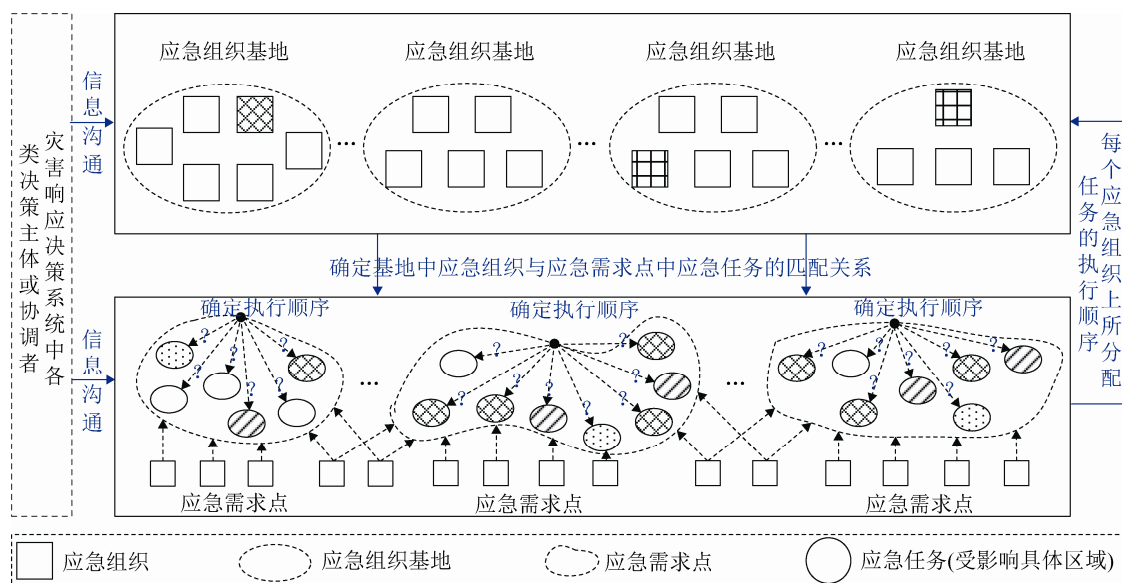 应急组织基地
应急组织基地
应急组织基地
应急组织基地
灾害响应决策系统中各
类决策主体或协调者
信息沟通
...
...
...
每个应急组织上所分配
任务的执行顺序
确定基地中应急组织与应急需求点中应急任务的匹配关系
信息沟通
确定执行顺序
确定执行顺序
确定执行顺序
? ? ? ? ? ?
? ? ? ? ? ? ? ?
? ? ? ? ? ? ?
...
...
应急需求点
应急需求点
应急需求点
应急组织
应急组织基地
应急需求点
应急任务(受影响具体区域)